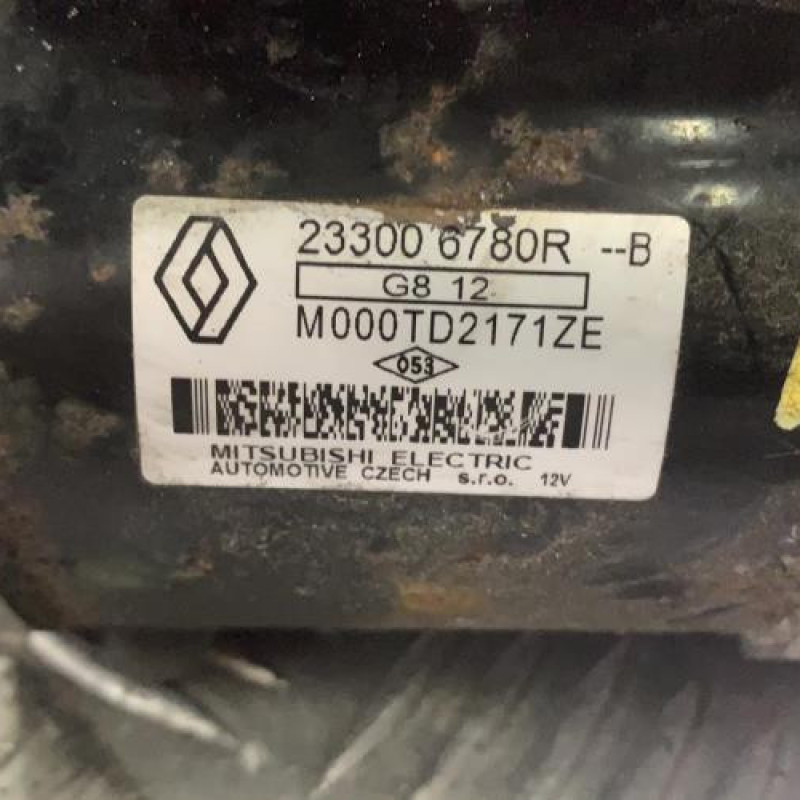 23300 6780R --B
G8 12
M000TD2171ZE
053
MITSUBISHI ELECTRIC
AUTOMOTIVE CZECH s.r.o. 12V